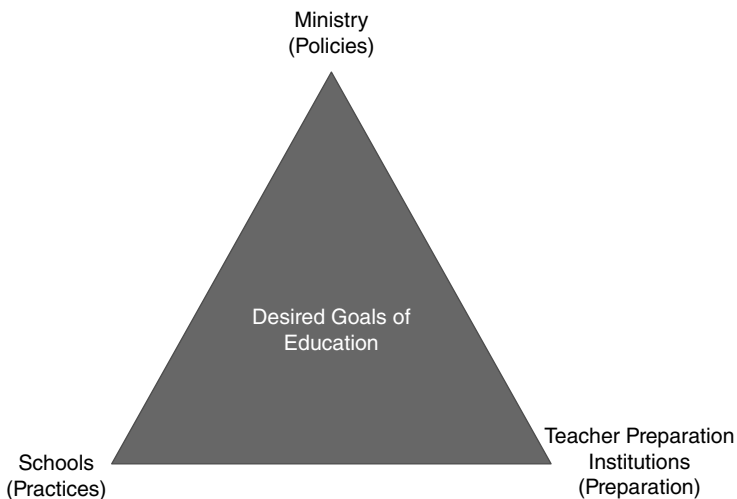 Ministry
(Policies)
Desired Goals of
Education
Schools
(Practices)
Teacher Preparation
Institutions
(Preparation)